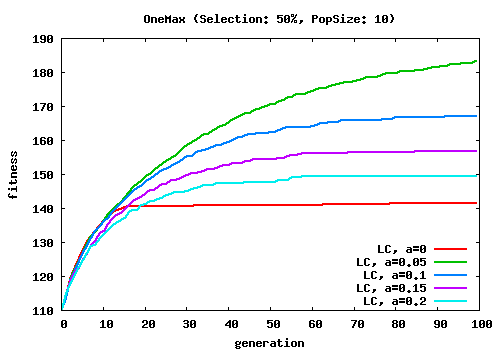 OneMax (Selection: 50%, PopSize: 10)
190
180
170
160
150
140
130
120
110
fitness
0 10 20 30 40 50 60 70 80 90 100
generation
LC, a=0
LC, a=0.05
LC, a=0.1
LC, a=0.15
LC, a=0.2